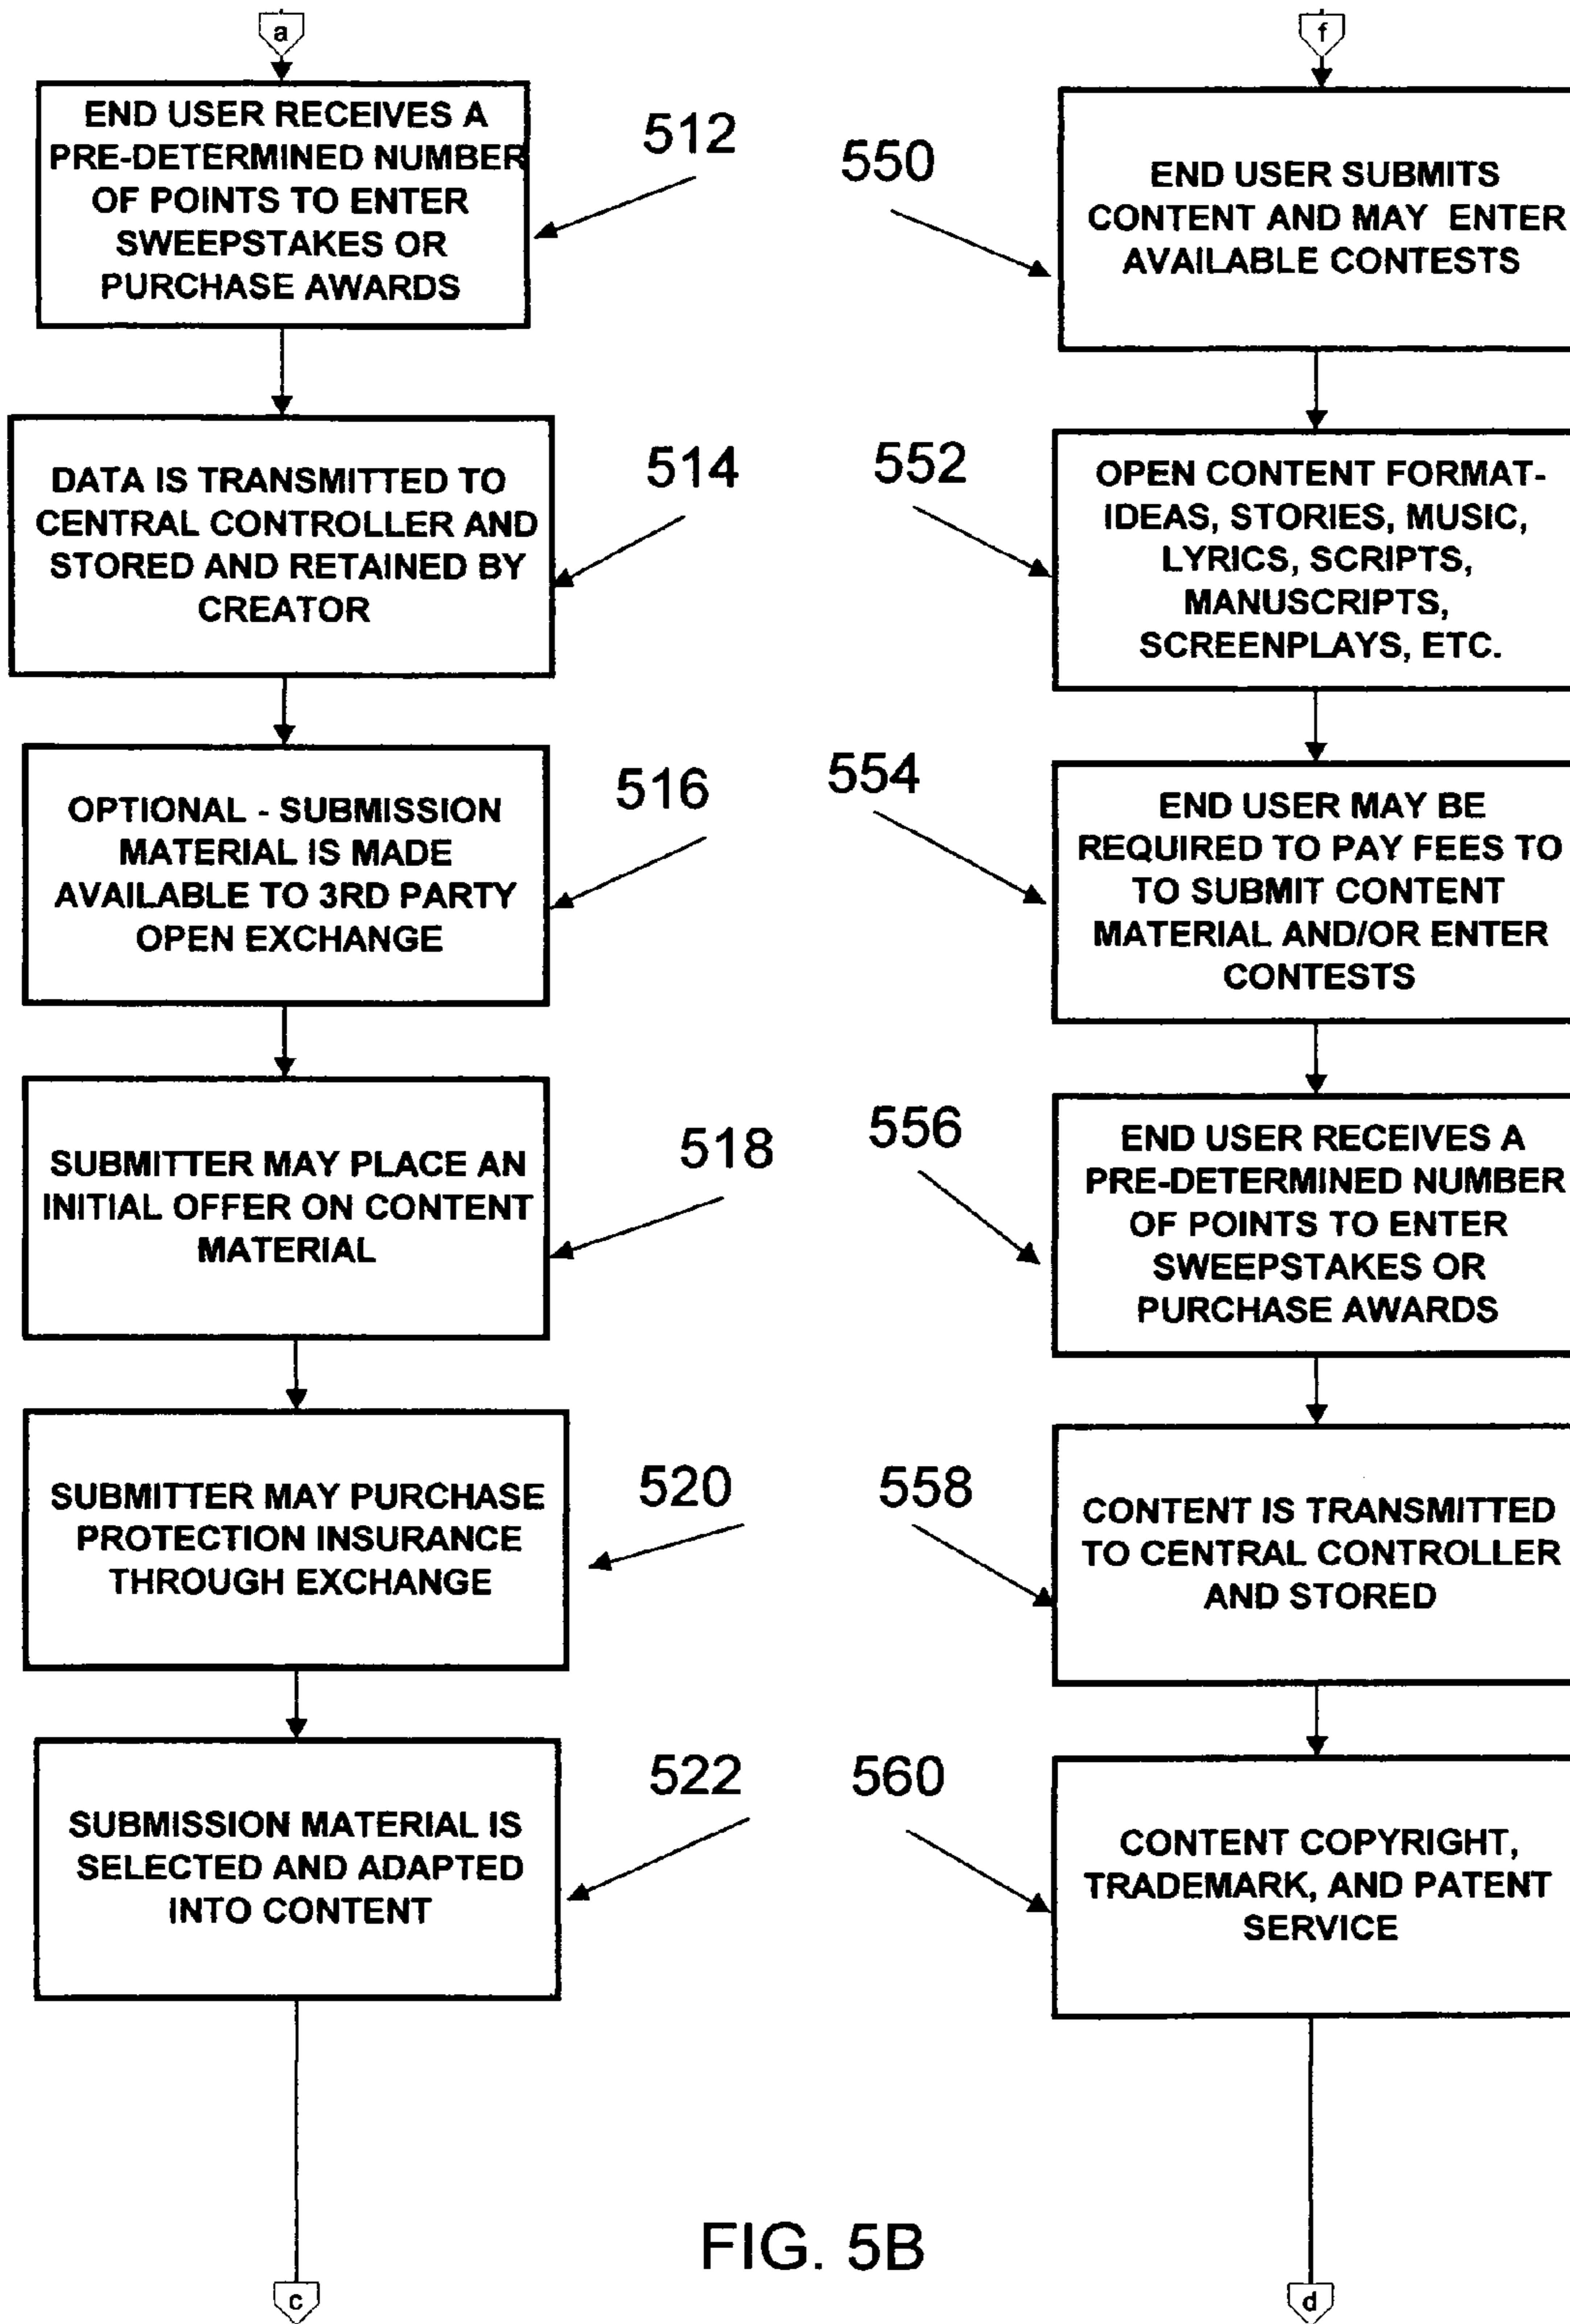 a
END USER RECEIVES A
PRE-DETERMINED NUMBER
OF POINTS TO ENTER
SWEEPSTAKES OR
PURCHASE AWARDS
512
DATA IS TRANSMITTED TO
CENTRAL CONTROLLER AND
STORED AND RETAINED BY
CREATOR
514
OPTIONAL - SUBMISSION
MATERIAL IS MADE
AVAILABLE TO 3RD PARTY
OPEN EXCHANGE
516
SUBMITTER MAY PLACE AN
INITIAL OFFER ON CONTENT
MATERIAL
518
SUBMITTER MAY PURCHASE
PROTECTION INSURANCE
THROUGH EXCHANGE
520
SUBMISSION MATERIAL IS
SELECTED AND ADAPTED
INTO CONTENT
522
c
f
550
END USER SUBMITS
CONTENT AND MAY ENTER
AVAILABLE CONTESTS
552
OPEN CONTENT FORMAT-
IDEAS, STORIES, MUSIC,
LYRICS, SCRIPTS,
MANUSCRIPTS,
SCREENPLAYS, ETC.
554
END USER MAY BE
REQUIRED TO PAY FEES TO
TO SUBMIT CONTENT
MATERIAL AND/OR ENTER
CONTESTS
556
END USER RECEIVES A
PRE-DETERMINED NUMBER
OF POINTS TO ENTER
SWEEPSTAKES OR
PURCHASE AWARDS
558
CONTENT IS TRANSMITTED
TO CENTRAL CONTROLLER
AND STORED
560
CONTENT COPYRIGHT,
TRADEMARK, AND PATENT
SERVICE
d
FIG. 5B